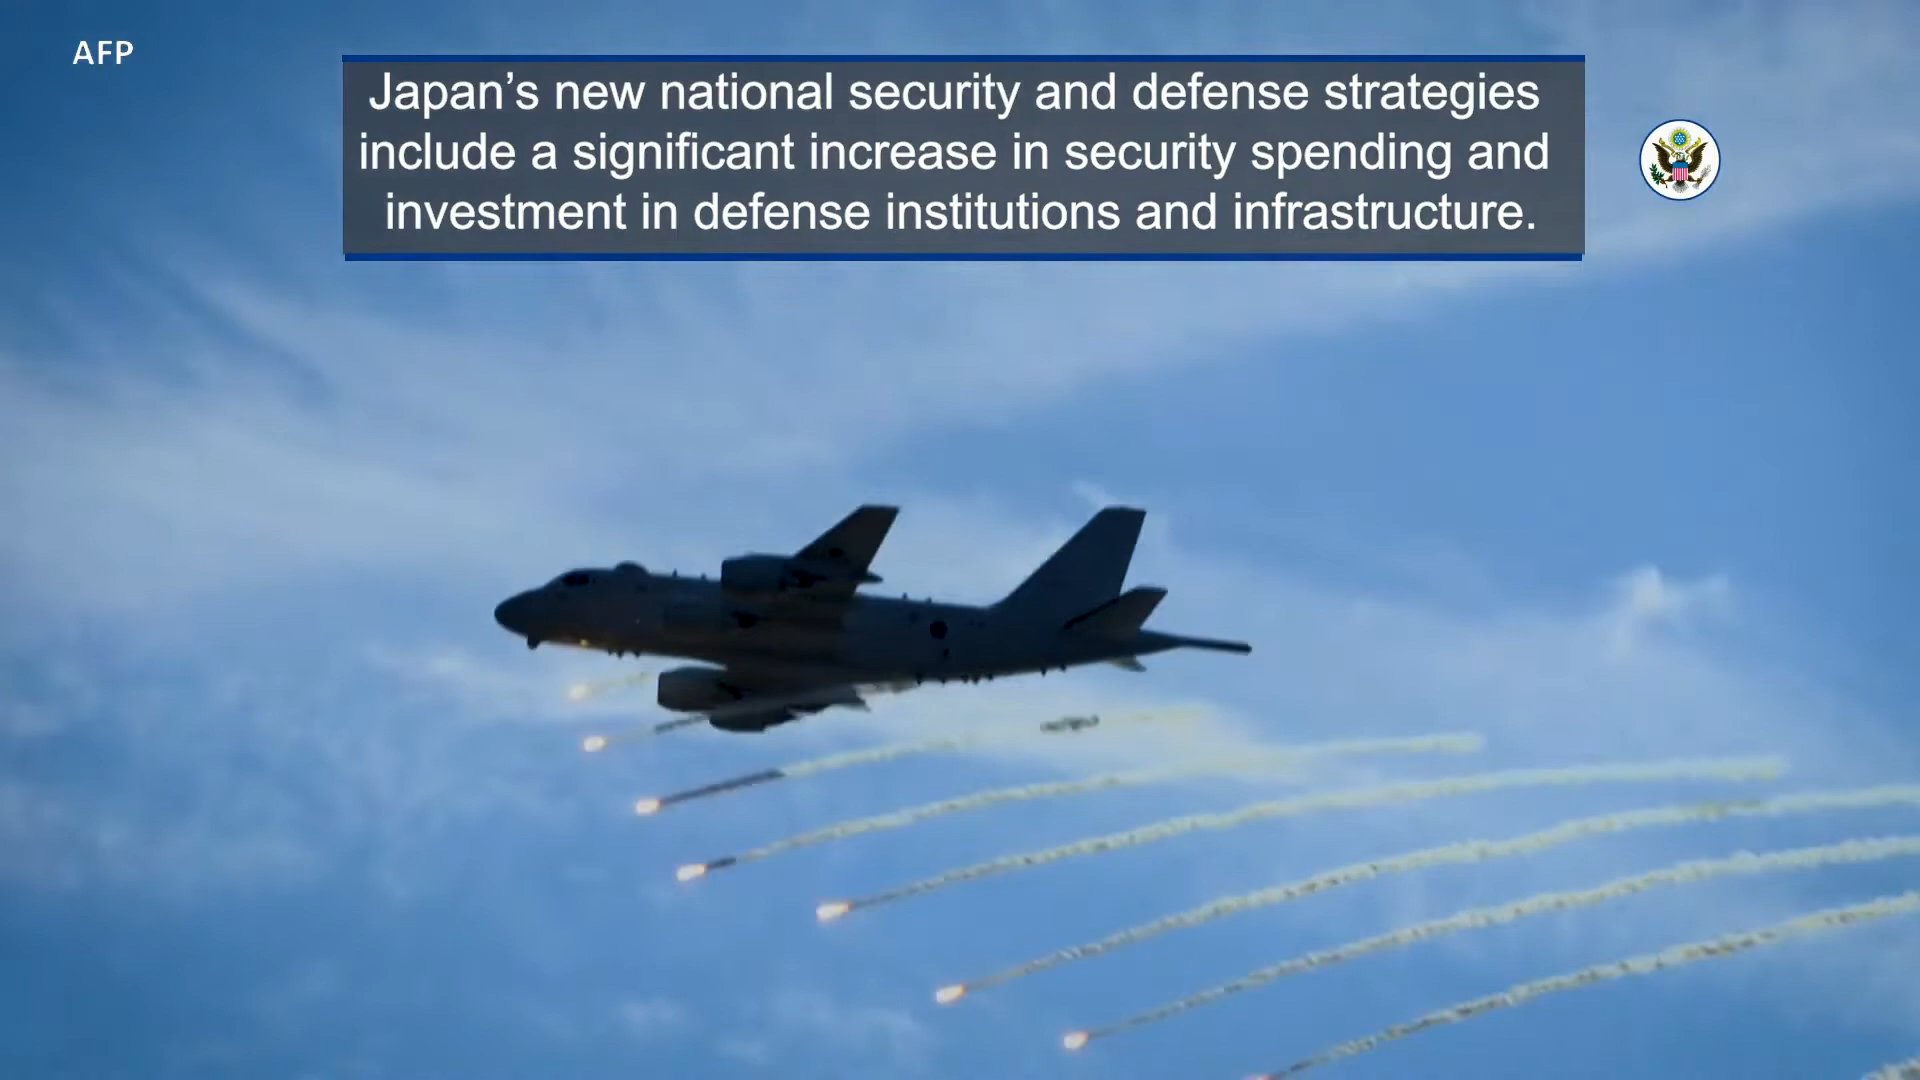 AFP
Japan’s new national security and defense strategies
include a significant increase in security spending and
investment in defense institutions and infrastructure.